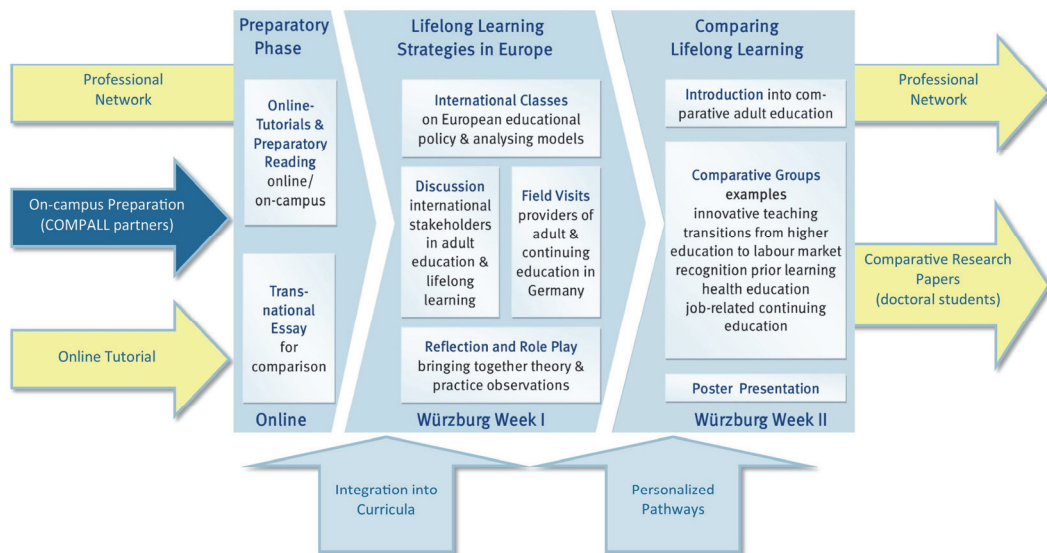 Preparatory
Phase
Lifelong Learning
Strategies in Europe
Comparing
Lifelong Learning
Professional
Network
On-campus Preparation
(COMPALL partners)
Online Tutorial
Online-
Tutorials &
Preparatory
Reading
online/
on-campus
Trans-
national
Essay
for
comparison
Online
International Classes
on European educational
policy & analysing models
Discussion
international
stakeholders
in adult
education &
lifelong
learning
Field Visits
providers of
adult &
continuing
education in
Germany
Reflection and Role Play
bringing together theory &
practice observations
Würzburg Week I
Introduction into com-
parative adult education
Comparative Groups
examples
innovative teaching
transitions from higher
education to labour market
recognition prior learning
health education
job-related continuing
education
Poster Presentation
Würzburg Week II
Professional
Network
Comparative Research
Papers
(doctoral students)
Integration into
Curricula
Personalized
Pathways